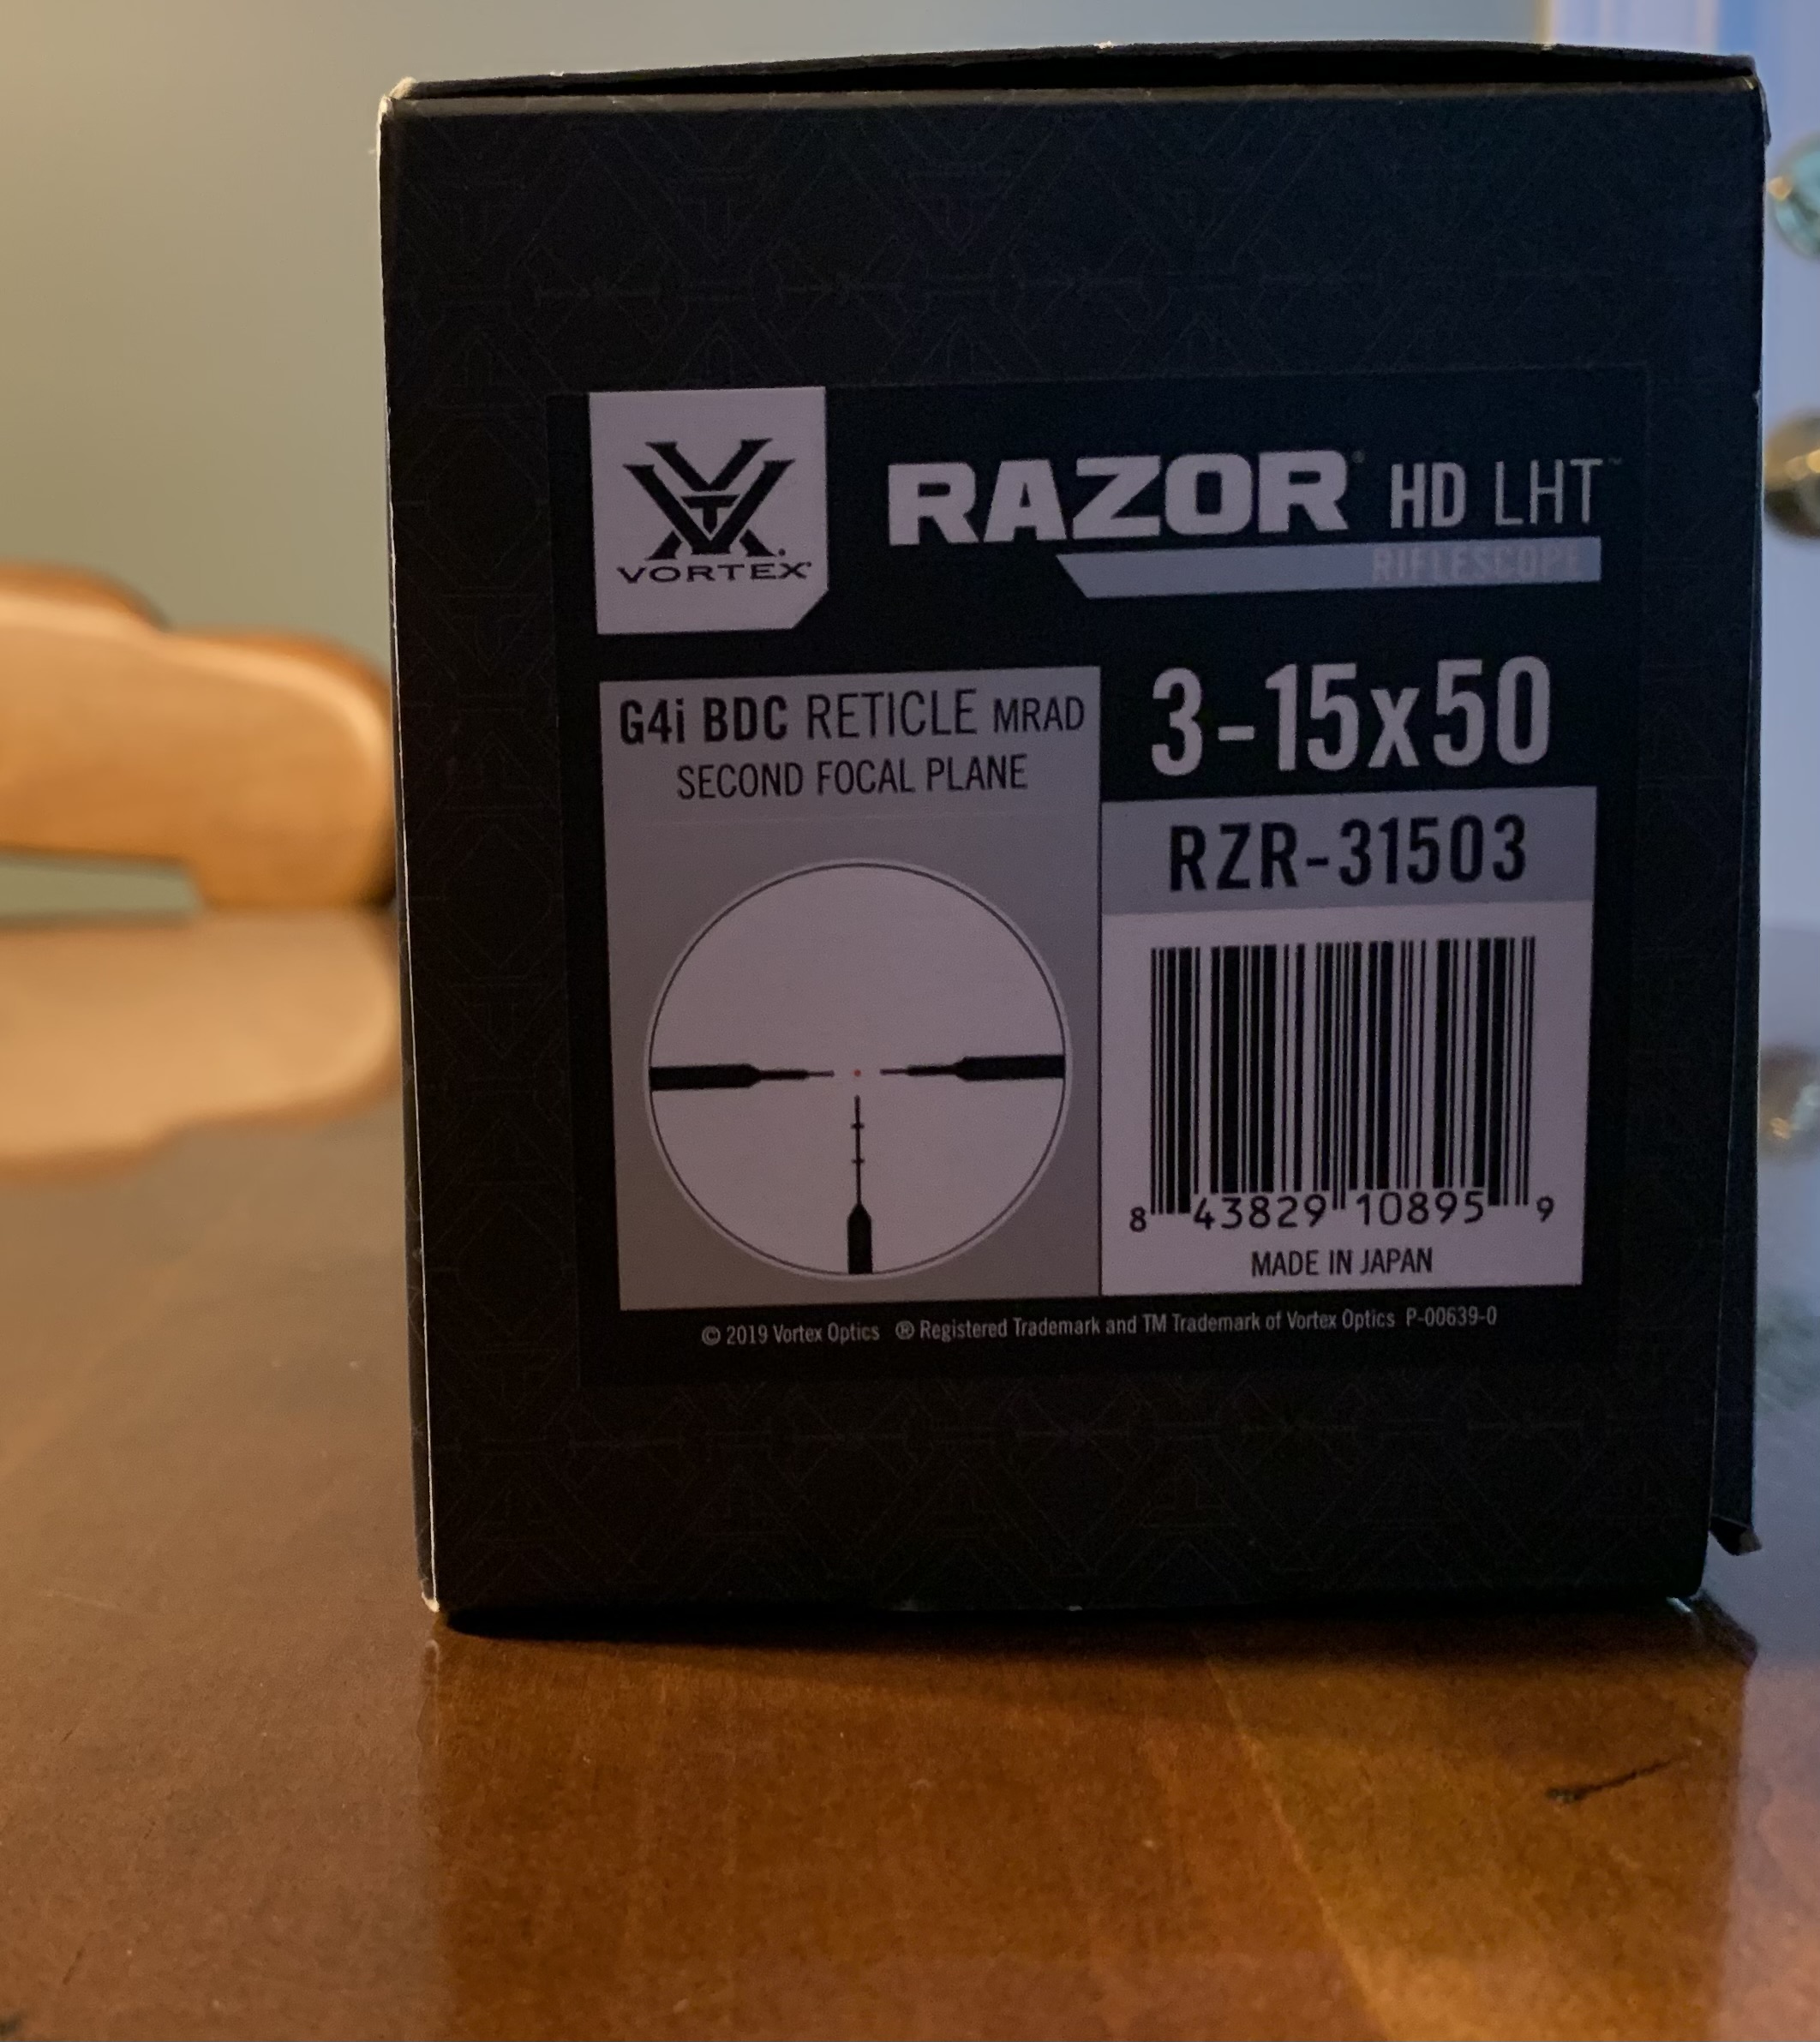 VORTEX®
RAZOR® HD LHT™
RIFLESCOPE
G4i BDC RETICLE MRAD
SECOND FOCAL PLANE
3-15x50
RZR-31503
8 43829 10895 9
MADE IN JAPAN
© 2019 Vortex Optics ® Registered Trademark and TM Trademark of Vortex Optics P-00639-0